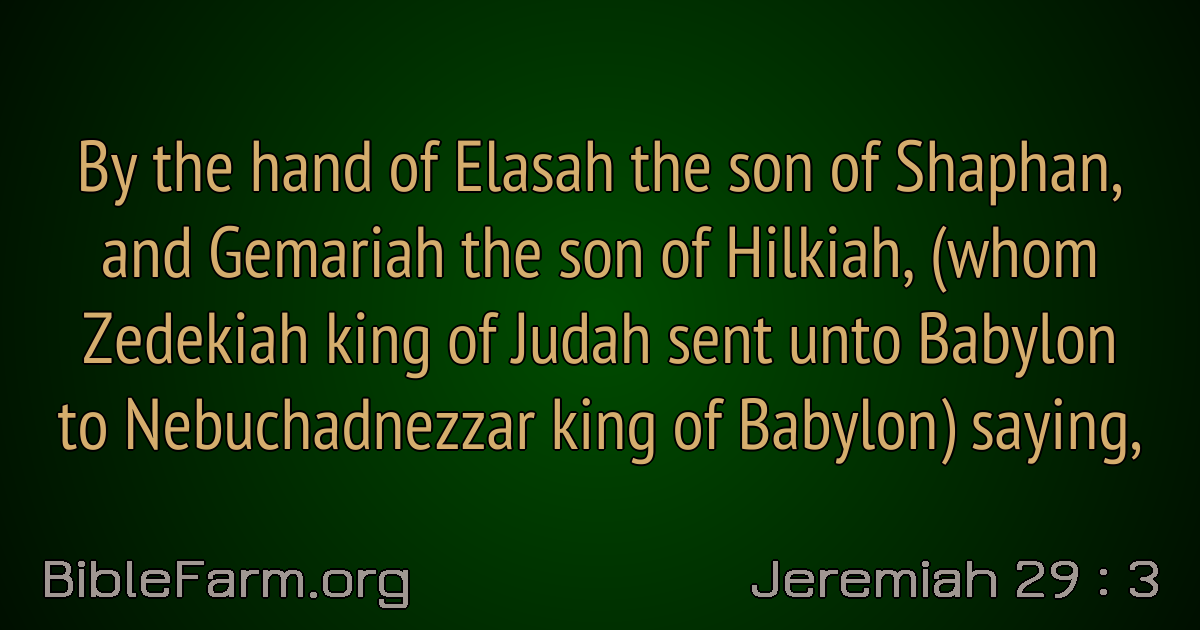 By the hand of Elasah the son of Shaphan,
and Gemariah the son of Hilkiah, (whom
Zedekiah king of Judah sent unto Babylon
to Nebuchadnezzar king of Babylon) saying,
BibleFarm.org
Jeremiah 29 : 3